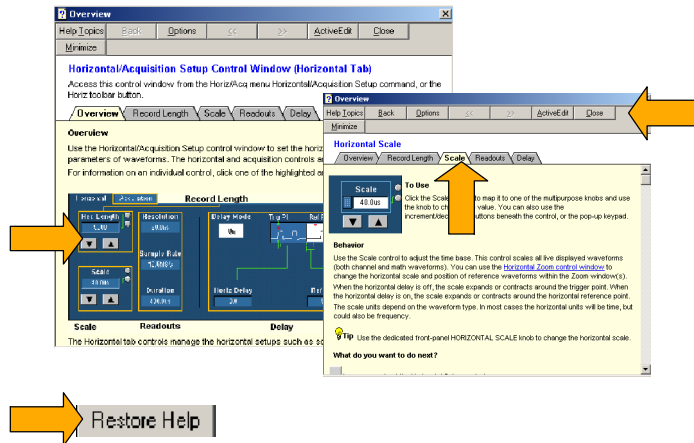 Overview
Help Topics Back Options << >> ActiveEdit Close
Minimize
Horizontal/Acquisition Setup Control Window (Horizontal Tab)
Access this control window from the Horiz/Acq menu Horizontal/Acquisition Setup command, or the
Horiz toolbar button.
Overview Record Length Scale Readouts Delay
Overview
Use the Horizontal/Acquisition Setup control window to set the horiz
parameters of waveforms. The horizontal and acquisition controls a
For information on an individual control, click one of the highlighted a
Horizontal Acquisition Record Length
Rec Length Resolution Delay Mode
Sample Rate
Scale
Duration Horiz Delay
Scale Readouts Delay
The Horizontal tab controls manage the horizontal setups such as sc
Overview
Help Topics Back Options << >> ActiveEdit Close
Minimize
Horizontal Scale
Overview Record Length Scale Readouts Delay
Scale
40.0us
To Use
Click the Scale to map it to one of the multipurpose knobs and use
the knob to ch value. You can also use the
increment/dec uttons beneath the control, or the pop-up keypad.
Behavior
Use the Scale control to adjust the time base. This control scales all live displayed waveforms
(both channel and math waveforms). You can use the Horizontal Zoom control window to
change the horizontal scale and position of reference waveforms within the Zoom window(s).
When the horizontal delay is off, the scale expands or contracts around the trigger point. When
the horizontal delay is on, the scale expands or contracts around the horizontal reference point.
The scale units depend on the waveform type. In most cases the horizontal units will be time, but
could also be frequency.
Tip Use the dedicated front-panel HORIZONTAL SCALE knob to change the horizontal scale.
What do you want to do next?
Restore Help